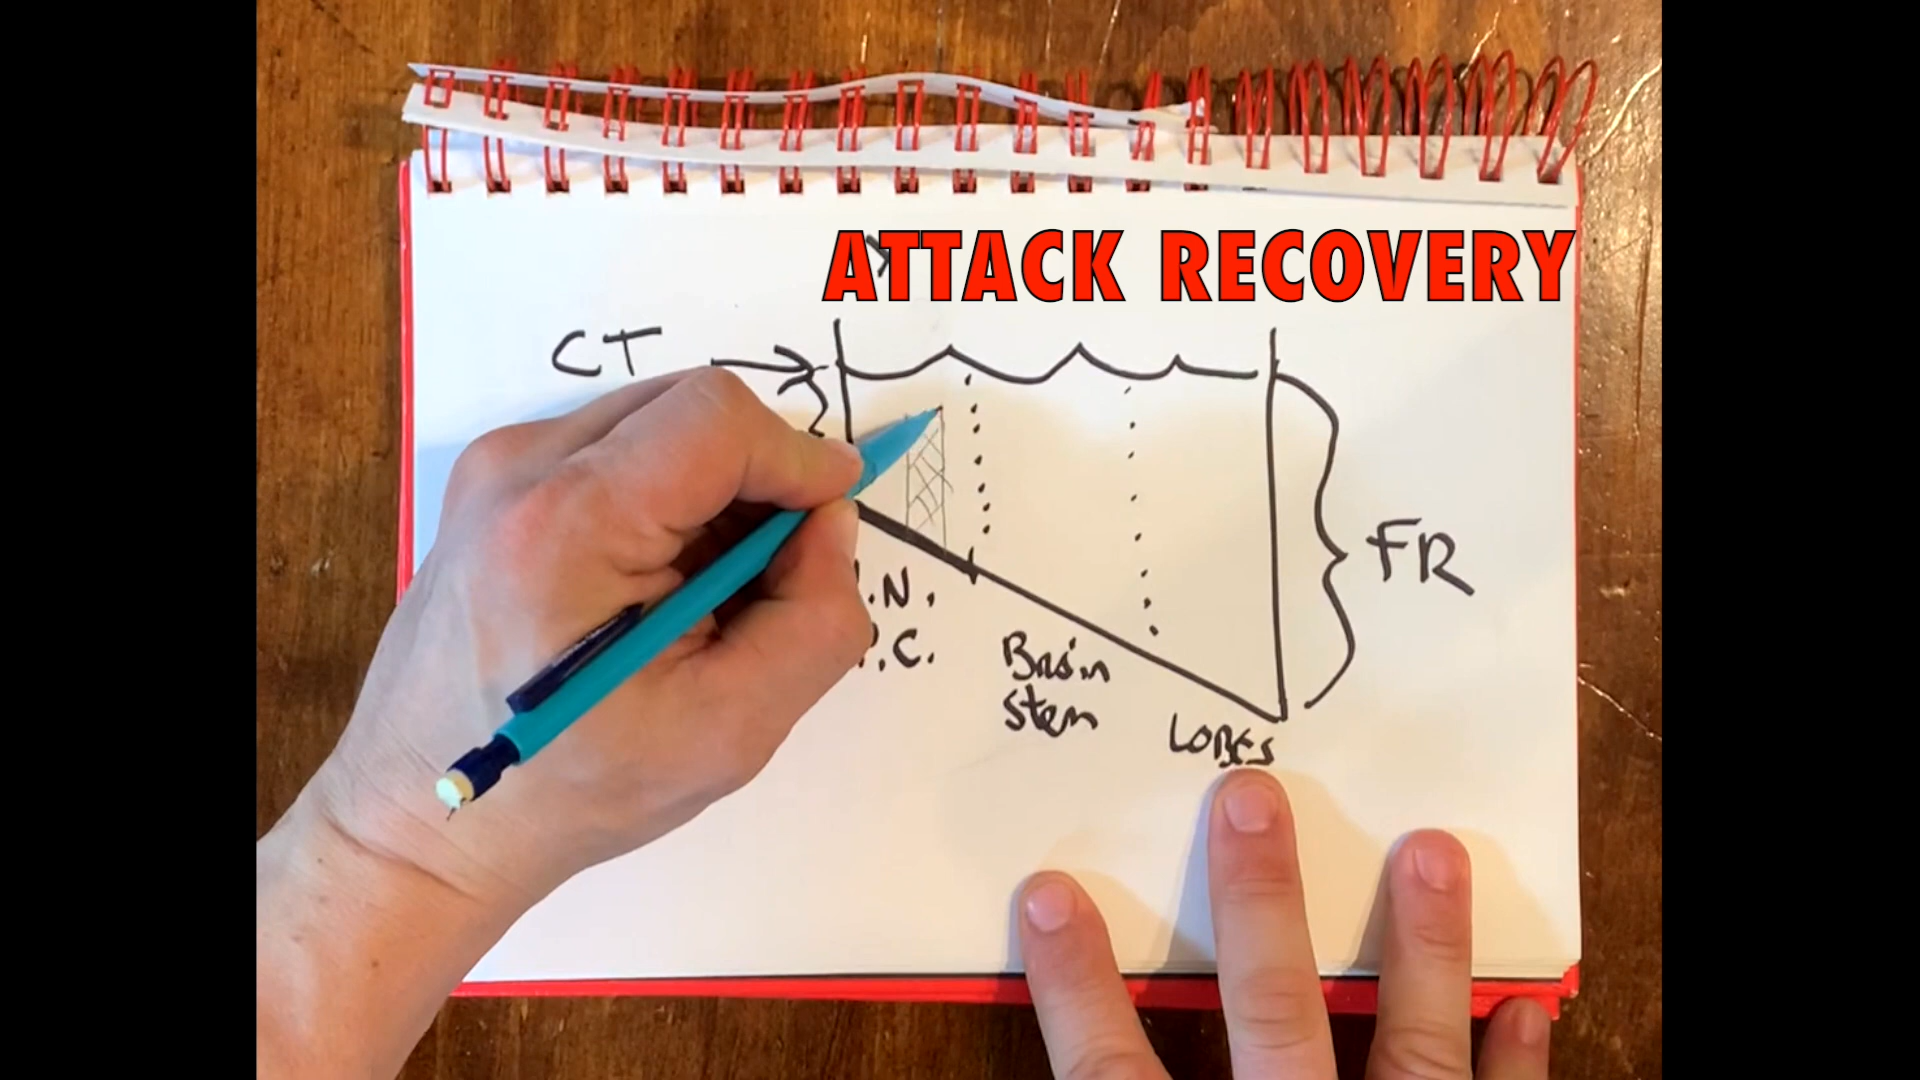 ATTACK RECOVERY
CT
FR
.N.
.C.
Brain
Stem
LOBES